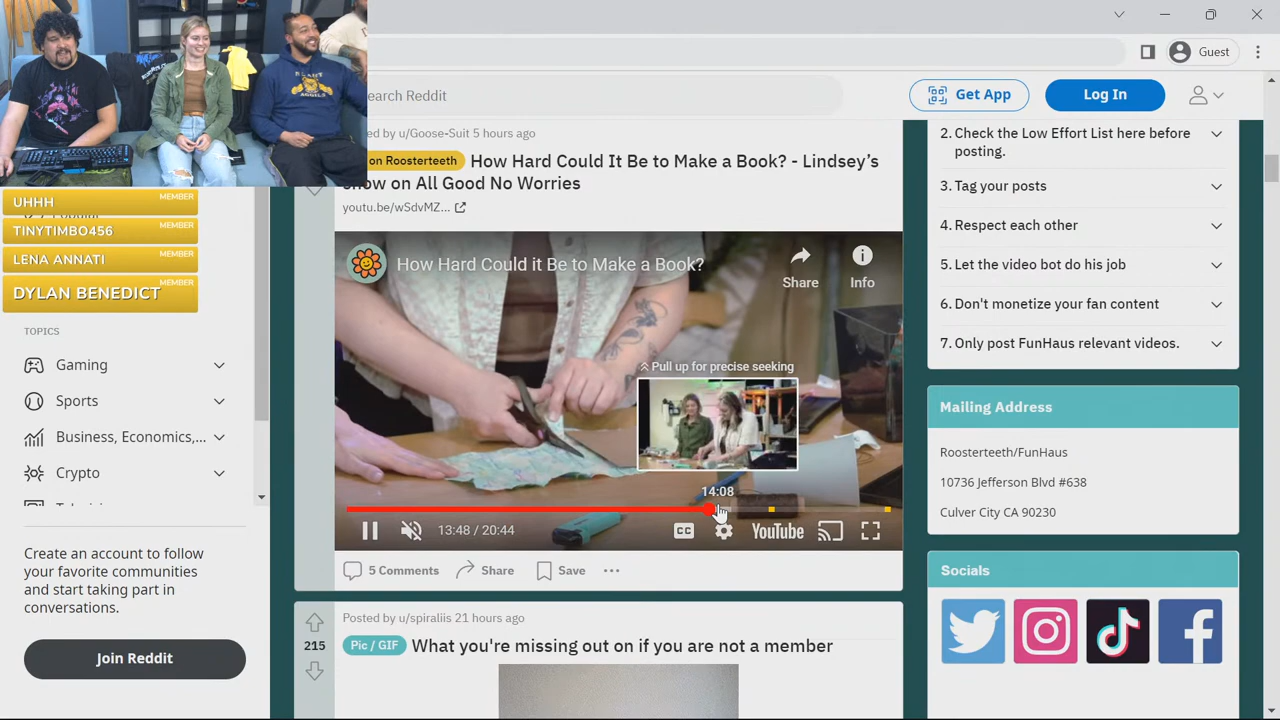 Guest
earch Reddit
Get App
Log In
ed by u/Goose-Suit 5 hours ago
on Roosterteeth
How Hard Could It Be to Make a Book? - Lindsey's
on All Good No Worries
youtu.be/wSdvMZ...
How Hard Could it Be to Make a Book?
Share
Info
Pull up for precise seeking
14:08
13:48 / 20:44
CC
YouTube
5 Comments
Share
Save
Posted by u/spiraliis 21 hours ago
215
Pic / GIF
What you're missing out on if you are not a member
UHHH
MEMBER
TINYTIMBO456
MEMBER
LENA ANNATI
MEMBER
DYLAN BENEDICT
MEMBER
TOPICS
Gaming
Sports
Business, Economics,...
Crypto
Create an account to follow
your favorite communities
and start taking part in
conversations.
Join Reddit
2. Check the Low Effort List here before
posting.
3. Tag your posts
4. Respect each other
5. Let the video bot do his job
6. Don't monetize your fan content
7. Only post FunHaus relevant videos.
Mailing Address
Roosterteeth/FunHaus
10736 Jefferson Blvd #638
Culver City CA 90230
Socials